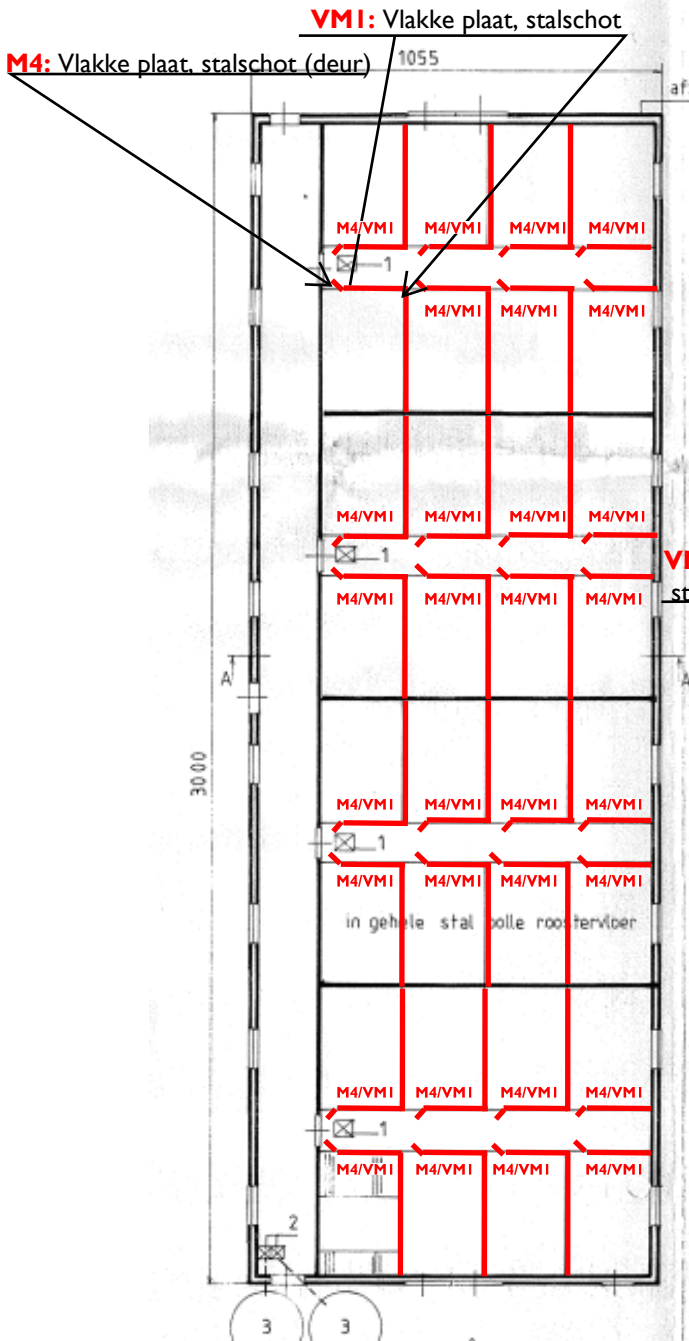 VM1: Vlakke plaat, stalschot
M4: Vlakke plaat, stalschot (deur)
1055
af
M4/VM1 M4/VM1 M4/VM1 M4/VM1
1
M4/VM1 M4/VM1 M4/VM1
M4/VM1 M4/VM1 M4/VM1 M4/VM1
1
st
M4/VM1 M4/VM1 M4/VM1 M4/VM1
A A
3000
M4/VM1 M4/VM1 M4/VM1 M4/VM1
1
M4/VM1 M4/VM1 M4/VM1 M4/VM1
in gehele stal bolle roostervloer
M4/VM1 M4/VM1 M4/VM1 M4/VM1
1
M4/VM1 M4/VM1 M4/VM1 M4/VM1
2
3 3